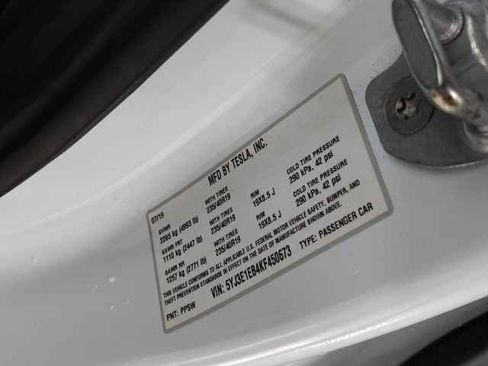 MFD BY TESLA, INC.
07/19
GVWR
2265 kg (4993 lb)
GAWR FRT WITH TIRES RIM COLD TIRE PRESSURE
1110 kg (2447 lb) 235/40R19 19X8.5 J 290 kPa, 42 psi
GAWR RR WITH TIRES RIM COLD TIRE PRESSURE
1257 kg (2771 lb) 235/40R19 19X8.5 J 290 kPa, 42 psi
THIS VEHICLE CONFORMS TO ALL APPLICABLE U.S. FEDERAL MOTOR VEHICLE SAFETY, BUMPER, AND
THEFT PREVENTION STANDARDS IN EFFECT ON THE DATE OF MANUFACTURE SHOWN ABOVE.
VIN: 5YJ3E1EB4KF450673 TYPE: PASSENGER CAR
PNT: PPSW